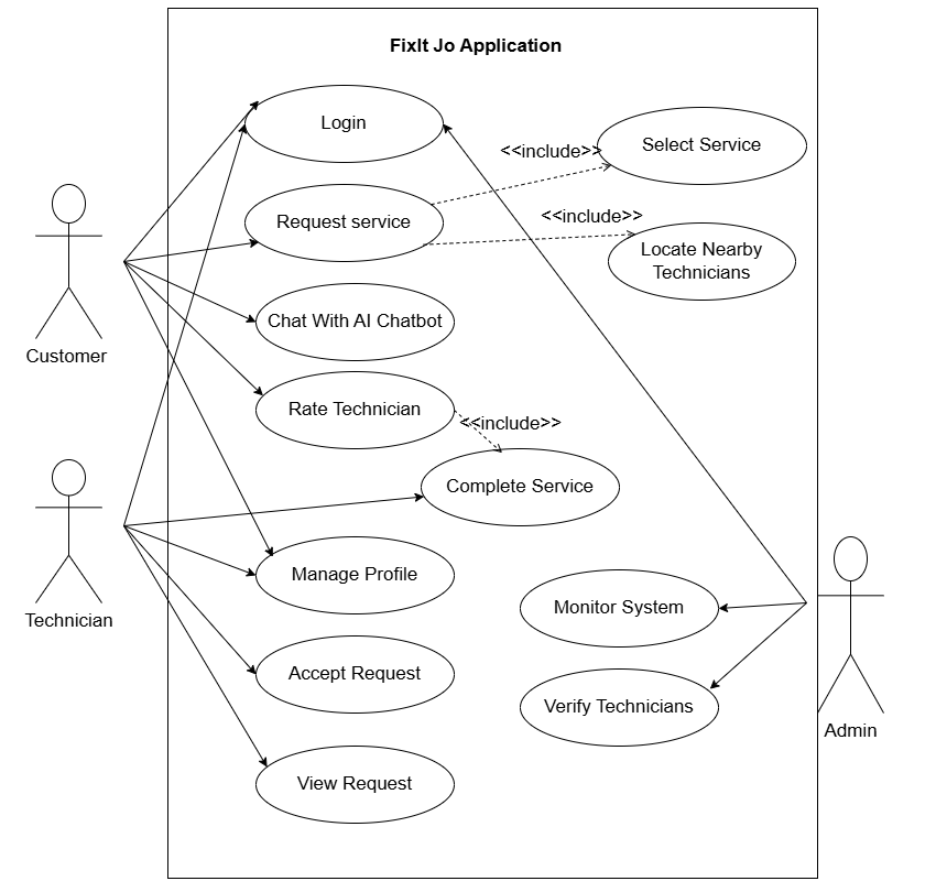 FixIt Jo Application
Login
<<include>>
Select Service
Request service
<<include>>
Locate Nearby
Technicians
Customer
Chat With AI Chatbot
Rate Technician
<<include>>
Complete Service
Manage Profile
Technician
Monitor System
Accept Request
Verify Technicians
Admin
View Request